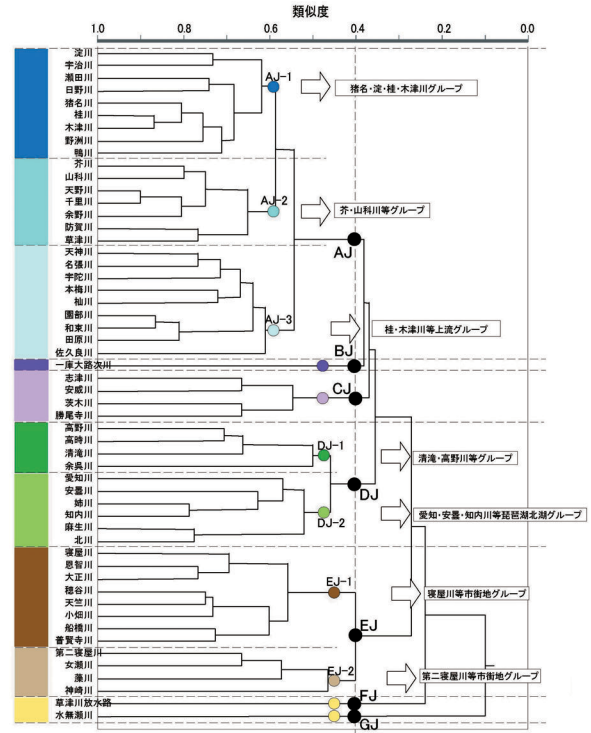 類似度
1.0 0.8 0.6 0.4 0.2 0.0
淀川
宇治川
瀬田川
日野川
猪名川
桂川
木津川
野洲川
鴨川
AJ-1
猪名・淀・桂・木津川グループ
芥川
山科川
天野川
千里川
余野川
防賀川
草津川
AJ-2
芥・山科川等グループ
AJ
天神川
名張川
宇陀川
本梅川
杣川
園部川
和束川
田原川
佐久良川
AJ-3
桂・木津川等上流グループ
一庫大路次川
BJ
志津川
安威川
茨木川
勝尾寺川
CJ
高野川
高時川
清滝川
余呉川
DJ-1
清滝・高野川等グループ
DJ
愛知川
安曇川
姉川
知内川
麻生川
北川
DJ-2
愛知・安曇・知内川等琵琶湖北湖グループ
寝屋川
恩智川
大正川
穂谷川
天竺川
小畑川
船橋川
普賢寺川
EJ-1
寝屋川等市街地グループ
EJ
第二寝屋川
女瀬川
藻川
神崎川
EJ-2
第二寝屋川等市街地グループ
草津川放水路
FJ
水無瀬川
GJ
1.0 0.8 0.6 0.4 0.2 0.0